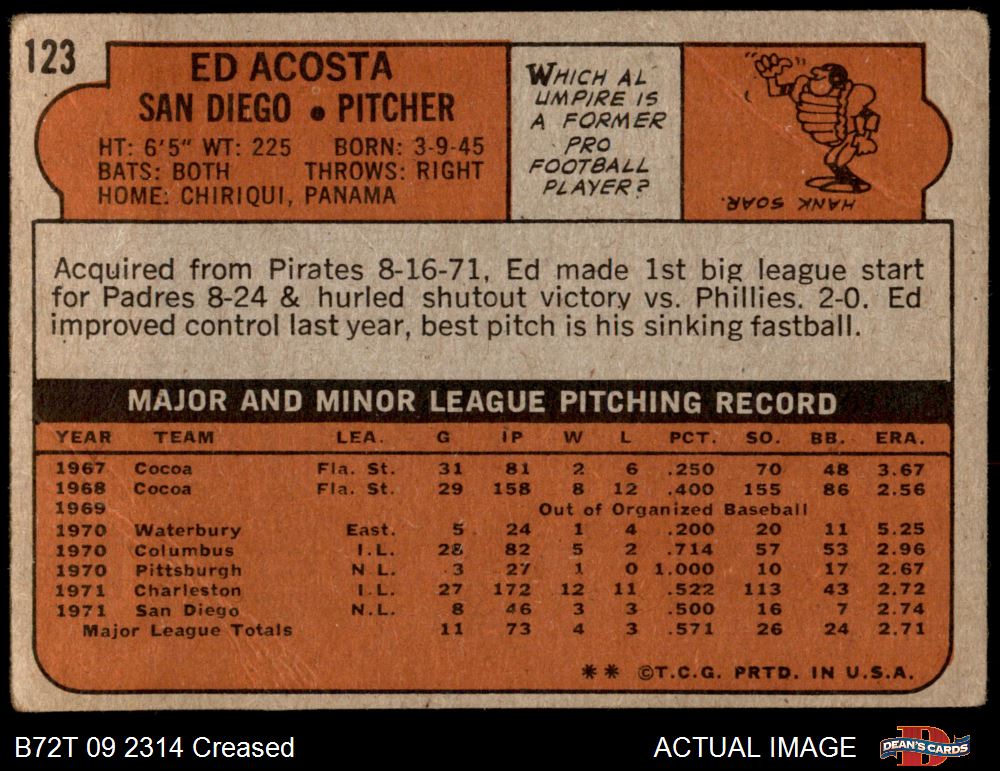 123
ED ACOSTA
SAN DIEGO • PITCHER
HT: 6'5" WT: 225 BORN: 3-9-45
BATS: BOTH THROWS: RIGHT
HOME: CHIRIQUI, PANAMA
WHICH AL
UMPIRE IS
A FORMER
PRO
FOOTBALL
PLAYER?
HANK SOAR.
Acquired from Pirates 8-16-71, Ed made 1st big league start
for Padres 8-24 & hurled shutout victory vs. Phillies. 2-0. Ed
improved control last year, best pitch is his sinking fastball.
MAJOR AND MINOR LEAGUE PITCHING RECORD
YEAR TEAM LEA. G IP W L PCT. SO. BB. ERA.
1967 Cocoa Fla. St. 31 81 2 6 .250 70 48 3.67
1968 Cocoa Fla. St. 29 158 8 12 .400 155 86 2.56
1969 Out of Organized Baseball
1970 Waterbury East. 5 24 1 4 .200 20 11 5.25
1970 Columbus I.L. 28 82 5 2 .714 57 53 2.96
1970 Pittsburgh N.L. 3 27 1 0 1.000 10 17 2.67
1971 Charleston I.L. 27 172 12 11 .522 113 43 2.72
1971 San Diego N.L. 8 46 3 3 .500 16 7 2.74
Major League Totals 11 73 4 3 .571 26 24 2.71
** ©T.C.G. PRTD. IN U.S.A.
B72T 09 2314 Creased
ACTUAL IMAGE
DEAN'S CARDS